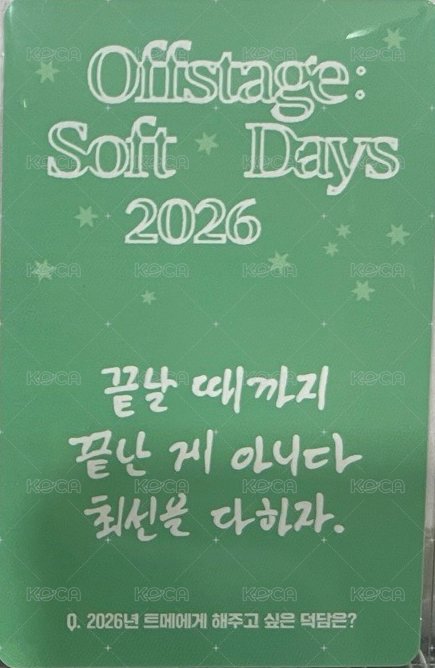 Offstage:
Soft Days
2026
끝날 때까지
끝난 게 아니다
최선을 다하자.
Q. 2026년 트메에게 해주고 싶은 덕담은?